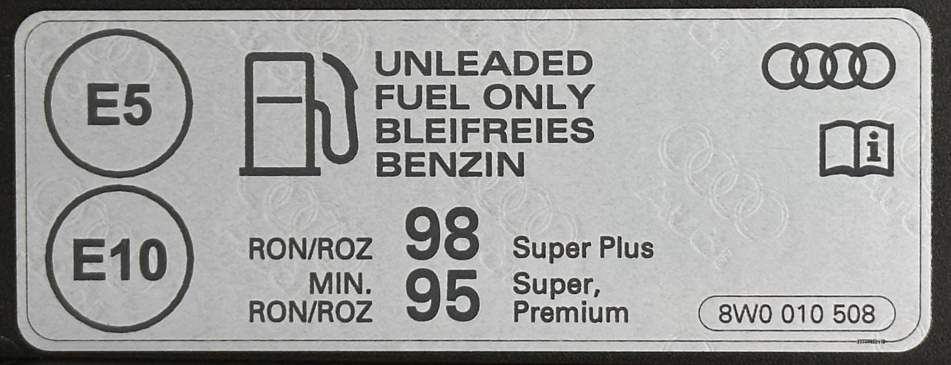 E5
UNLEADED
FUEL ONLY
BLEIFREIES
BENZIN
i
E10
RON/ROZ 98 Super Plus
MIN. 95 Super,
RON/ROZ Premium
8W0 010 508